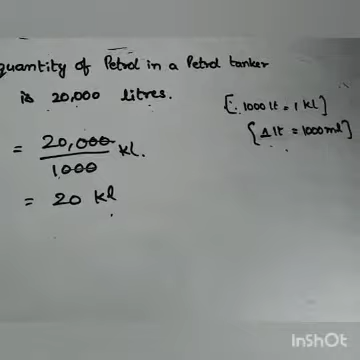 quantity of Petrol in a Petrol tanker
is 20,000 litres.
[∵ 1000 lt = 1 kl]
{1 lt = 1000 ml]
= 20,000/1000 kl.
= 20 kl
InShOt